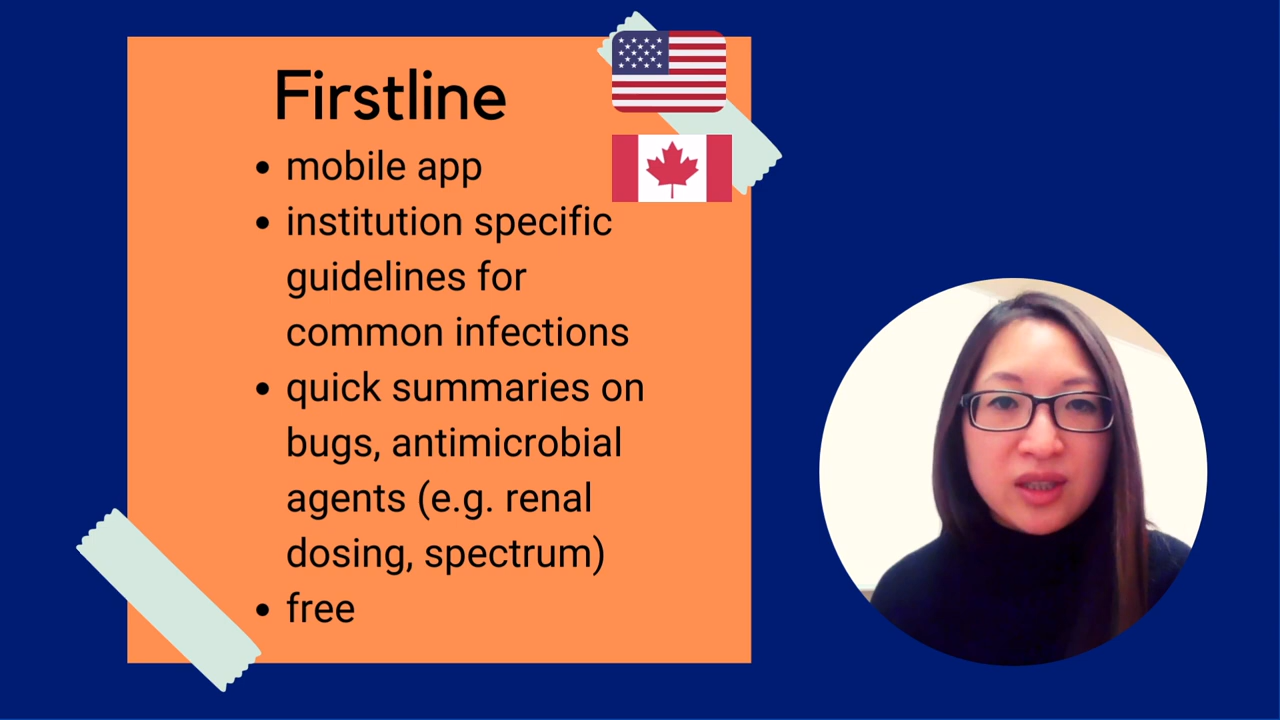 Firstline
• mobile app
• institution specific
guidelines for
common infections
• quick summaries on
bugs, antimicrobial
agents (e.g. renal
dosing, spectrum)
• free